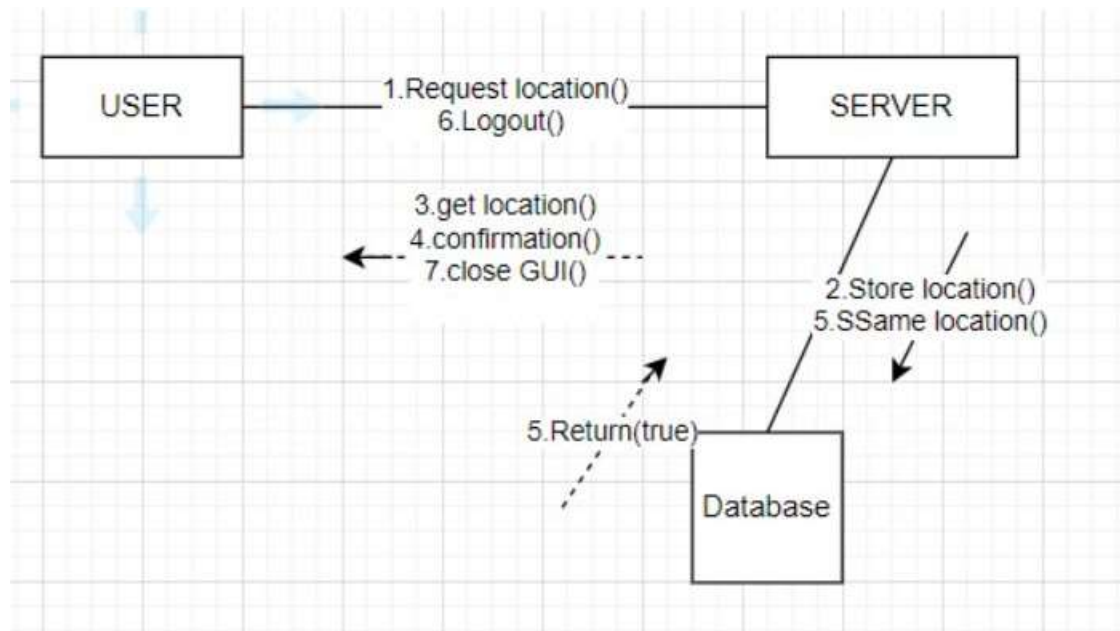 USER
1.Request location()
6.Logout()
SERVER
3.get location()
4.confirmation()
7.close GUI()
2.Store location()
5.SSame location()
5.Return(true)
Database